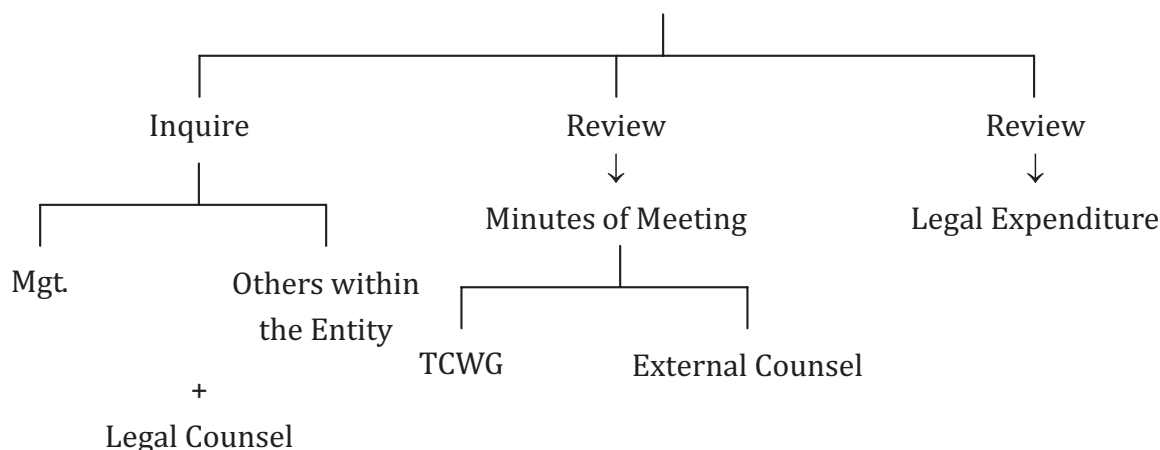 Inquire
Review
Review
↓
↓
Minutes of Meeting
Legal Expenditure
Mgt.
Others within
the Entity
TCWG
External Counsel
+
Legal Counsel